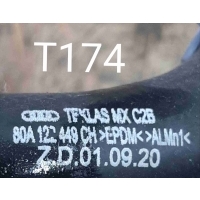 T174
TEKLAS MX C2B
80A 122 449 CH >EPDM< >ALMn1<
Z.D.01.09.20